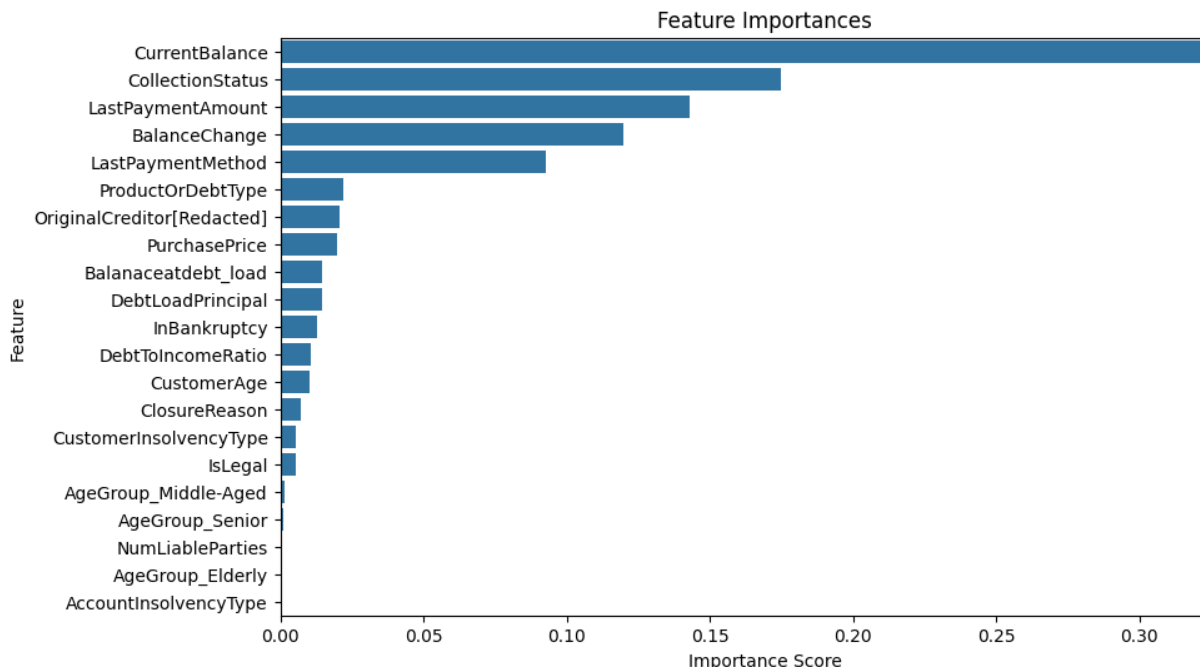 Feature Importances
CurrentBalance
CollectionStatus
LastPaymentAmount
BalanceChange
LastPaymentMethod
ProductOrDebtType
OriginalCreditor[Redacted]
PurchasePrice
Balanaceatdebt_load
DebtLoadPrincipal
InBankruptcy
DebtToIncomeRatio
CustomerAge
ClosureReason
CustomerInsolvencyType
IsLegal
AgeGroup_Middle-Aged
AgeGroup_Senior
NumLiableParties
AgeGroup_Elderly
AccountInsolvencyType
Feature
0.00 0.05 0.10 0.15 0.20 0.25 0.30
Importance Score